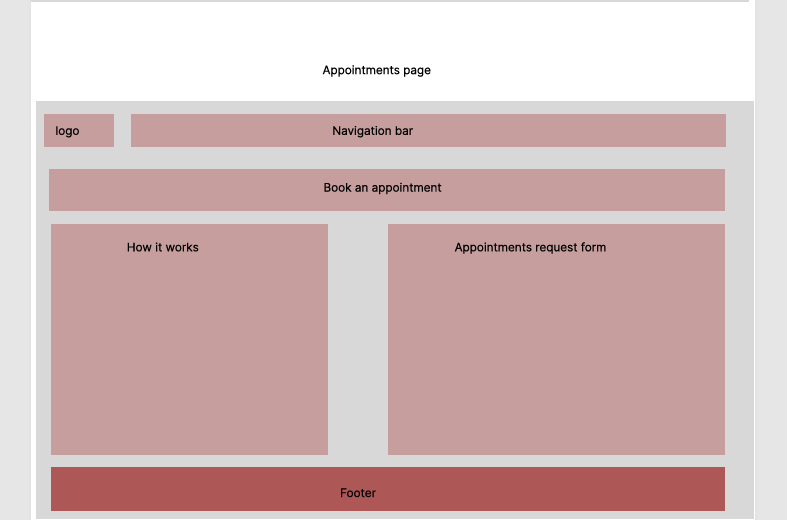 Appointments page
logo
Navigation bar
Book an appointment
How it works
Appointments request form
Footer